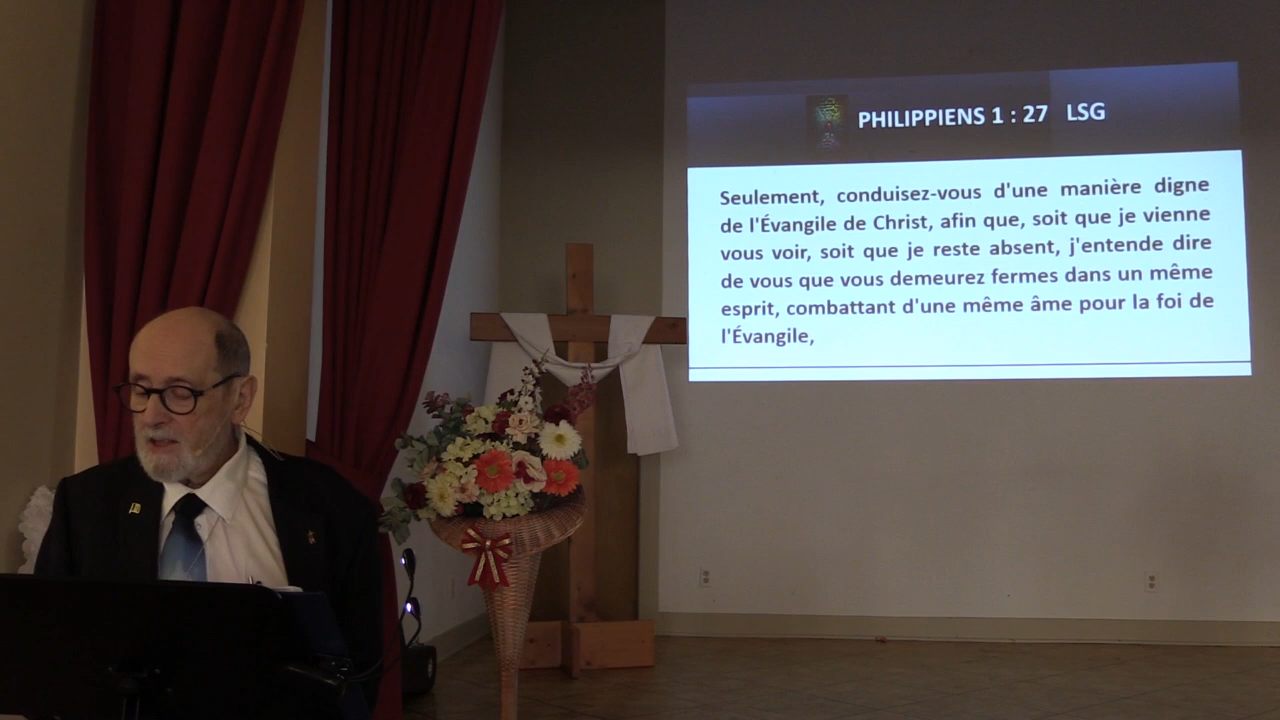 PHILIPPIENS 1 : 27 LSG
Seulement, conduisez-vous d'une manière digne
de l'Évangile de Christ, afin que, soit que je vienne
vous voir, soit que je reste absent, j'entende dire
de vous que vous demeurez fermes dans un même
esprit, combattant d'une même âme pour la foi de
l'Évangile,